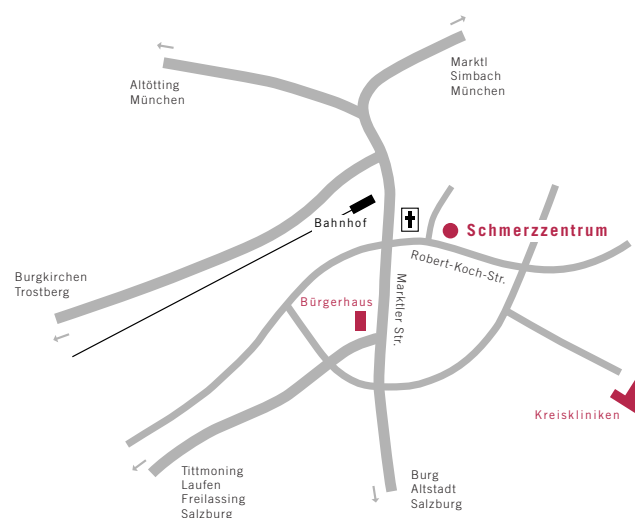 Marktl
Simbach
München
Altötting
München
Bahnhof
Schmerzzentrum
Robert-Koch-Str.
Burgkirchen
Trostberg
Bürgerhaus
Marktler Str.
Kreiskliniken
Tittmoning
Laufen
Freilassing
Salzburg
Burg
Altstadt
Salzburg